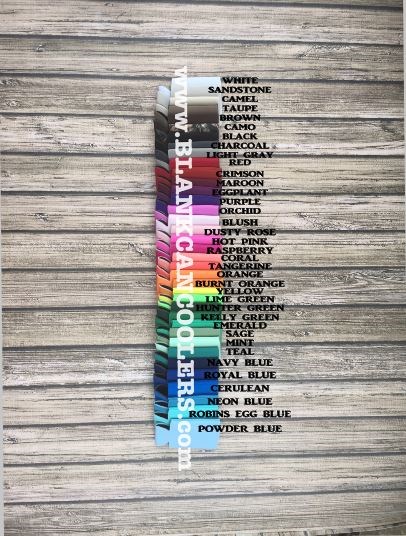 WWW.BLANKCANCOOLERS.com
WHITE
SANDSTONE
CAMEL
TAUPE
BROWN
CAMO
BLACK
CHARCOAL
LIGHT GRAY
RED
CRIMSON
MAROON
EGGPLANT
PURPLE
ORCHID
BLUSH
DUSTY ROSE
HOT PINK
RASPBERRY
CORAL
TANGERINE
ORANGE
BURNT ORANGE
YELLOW
LIME GREEN
HUNTER GREEN
KELLY GREEN
EMERALD
SAGE
MINT
TEAL
NAVY BLUE
ROYAL BLUE
CERULEAN
NEON BLUE
ROBINS EGG BLUE
POWDER BLUE